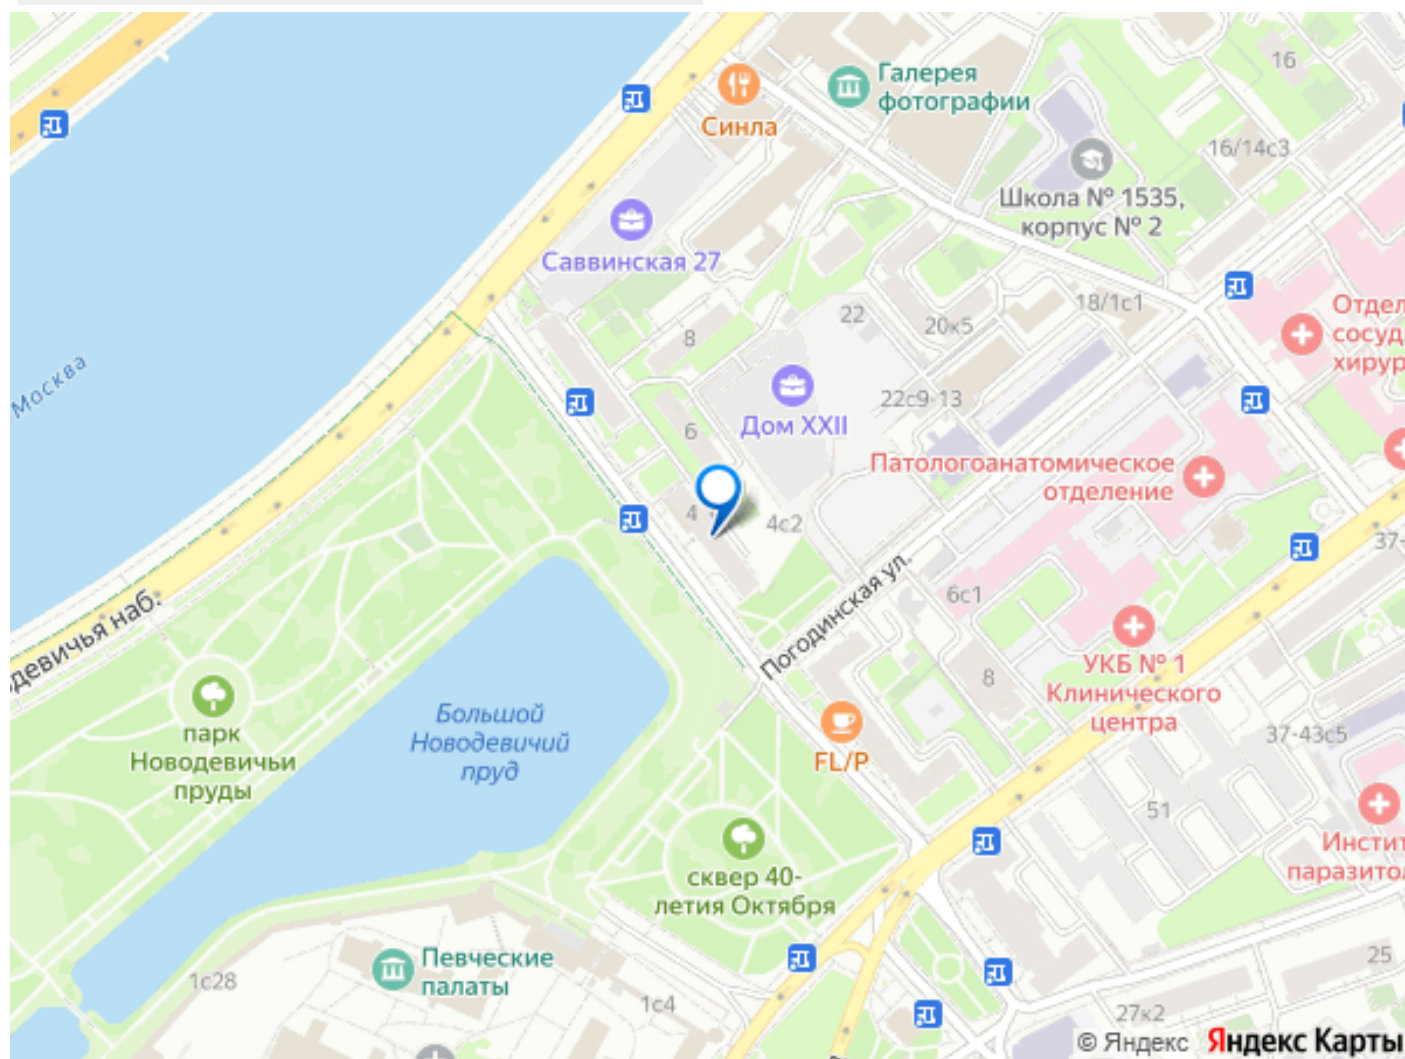 Галерея
фотографии
Синла
16
16/14с3
Школа № 1535,
корпус № 2
Саввинская 27
18/1с1
22
20к5
8
Отдел
сосуд
хирур
Москва
22с9-13
Дом XXII
6
Патологоанатомическое
отделение
4
4с2
37-
Погодинская ул.
6с1
девичья наб.
УКБ № 1
Клинического
центра
8
Большой
Новодевичий
пруд
парк
Новодевичьи
пруды
37-43с5
FL/P
51
Инстит
паразитол
сквер 40-
летия Октября
Певческие
палаты
1с28
1с4
25
27к2
© Яндекс Яндекс Карты